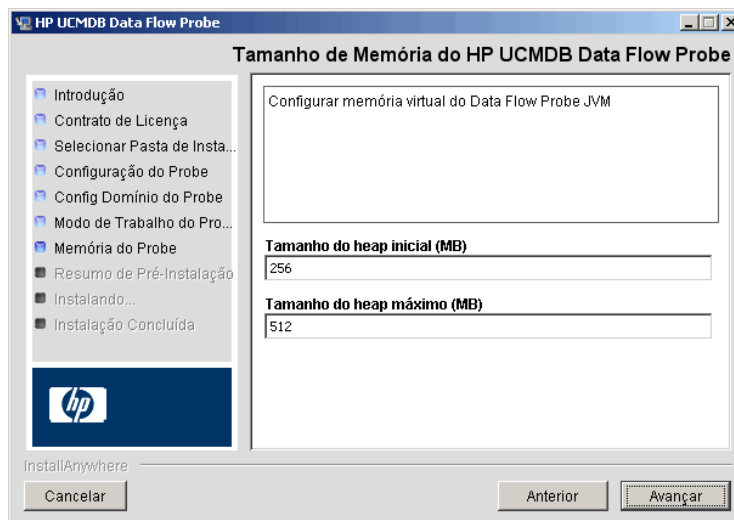 HP UCMDB Data Flow Probe
Tamanho de Memória do HP UCMDB Data Flow Probe
Introdução
Contrato de Licença
Selecionar Pasta de Insta...
Configuração do Probe
Config Domínio do Probe
Modo de Trabalho do Pro...
Memória do Probe
Resumo de Pré-Instalação
Instalando...
Instalação Concluída
hp
Configurar memória virtual do Data Flow Probe JVM
Tamanho do heap inicial (MB)
256
Tamanho do heap máximo (MB)
512
InstallAnywhere
Cancelar
Anterior
Avançar